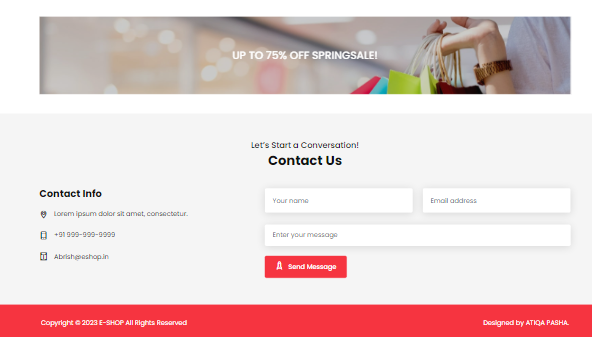 UP TO 75% OFF SPRINGSALE!
Let's Start a Conversation!
Contact Us
Contact Info
Lorem ipsum dolor sit amet, consectetur.
+91 999-999-9999
Abrish@eshop.in
Your name
Email address
Enter your message
Send Message
Copyright © 2023 E-SHOP All Rights Reserved
Designed by ATIQA PASHA.